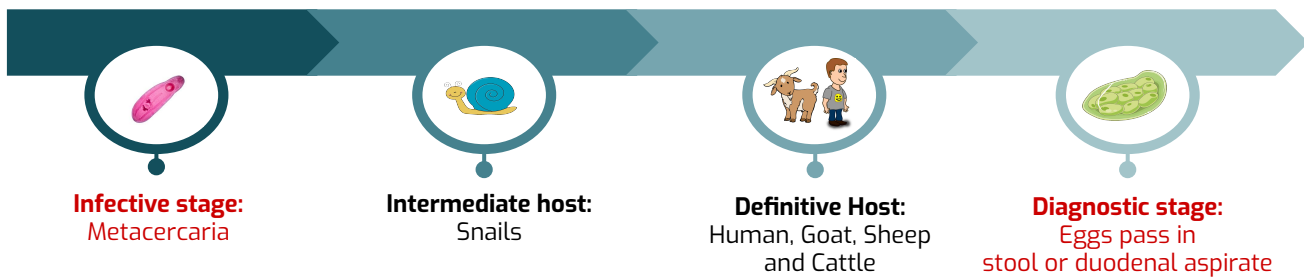 Infective stage:
Metacercaria
Intermediate host:
Snails
Definitive Host:
Human, Goat, Sheep
and Cattle
Diagnostic stage:
Eggs pass in
stool or duodenal aspirate